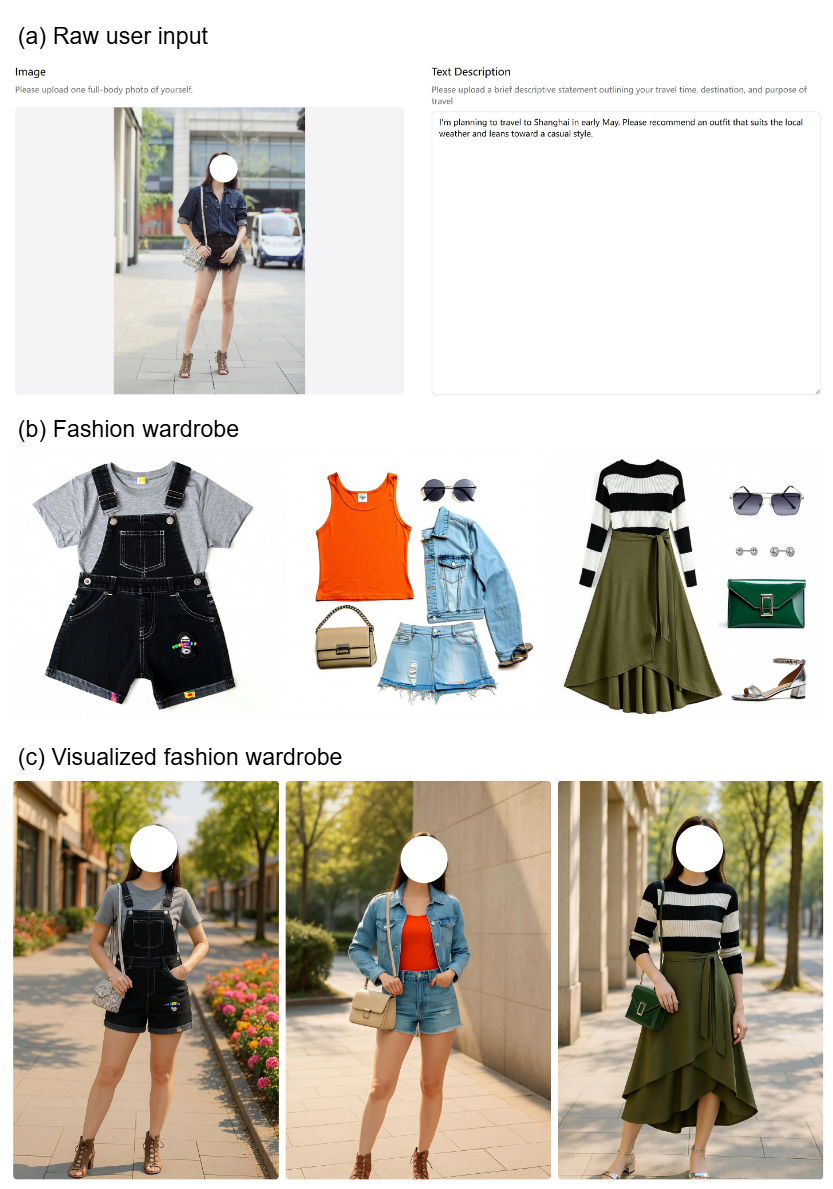 (a) Raw user input
Image
Please upload one full-body photo of yourself.
Text Description
Please upload a brief descriptive statement outlining your travel time, destination, and purpose of
travel
I'm planning to travel to Shanghai in early May. Please recommend an outfit that suits the local
weather and leans toward a casual style.
(b) Fashion wardrobe
(c) Visualized fashion wardrobe